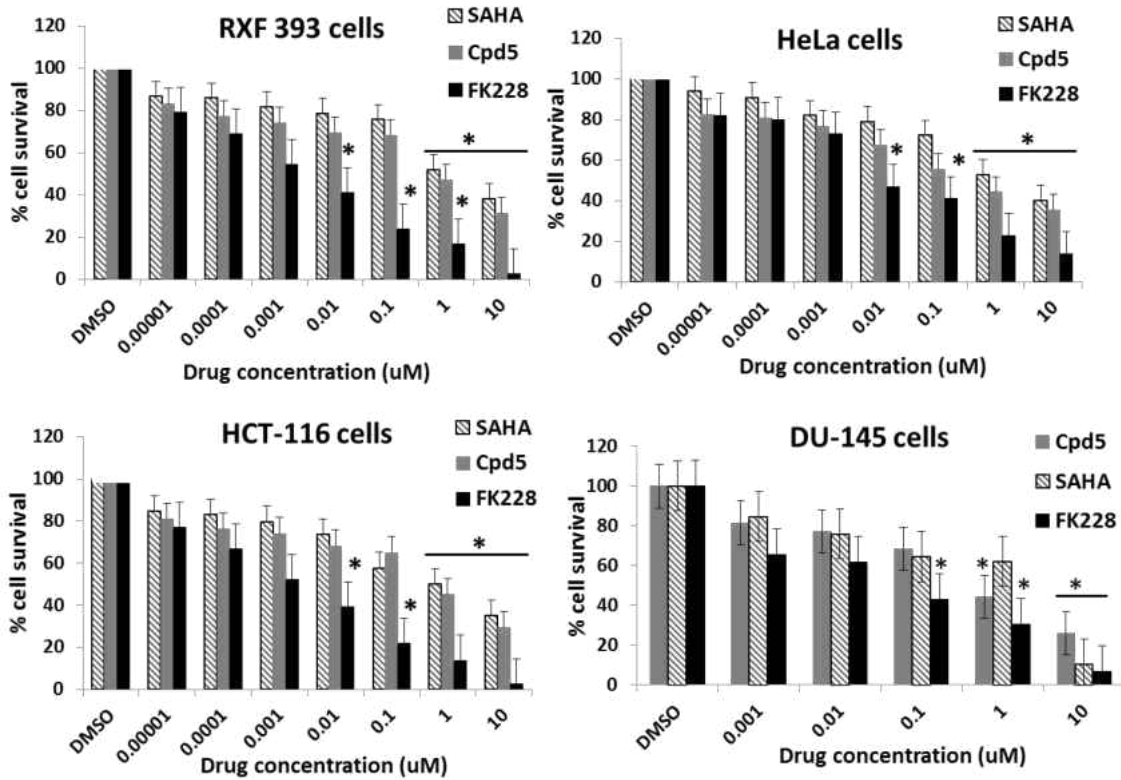 RXF 393 cells
SAHA
Cpd5
FK228
% cell survival
120
100
80
60
40
20
0
*
*
*
*
DMSO
0.00001
0.0001
0.001
0.01
0.1
1
10
Drug concentration (uM)
HeLa cells
SAHA
Cpd5
FK228
% cell survival
120
100
80
60
40
20
0
*
*
*
DMSO
0.00001
0.0001
0.001
0.01
0.1
1
10
Drug concentration (uM)
HCT-116 cells
SAHA
Cpd5
FK228
% cell survival
120
100
80
60
40
20
0
*
*
*
DMSO
0.00001
0.0001
0.001
0.01
0.1
1
10
Drug concentration (uM)
DU-145 cells
Cpd5
SAHA
FK228
% cell survival
120
100
80
60
40
20
0
*
*
*
*
DMSO
0.001
0.01
0.1
1
10
Drug concentration (uM)